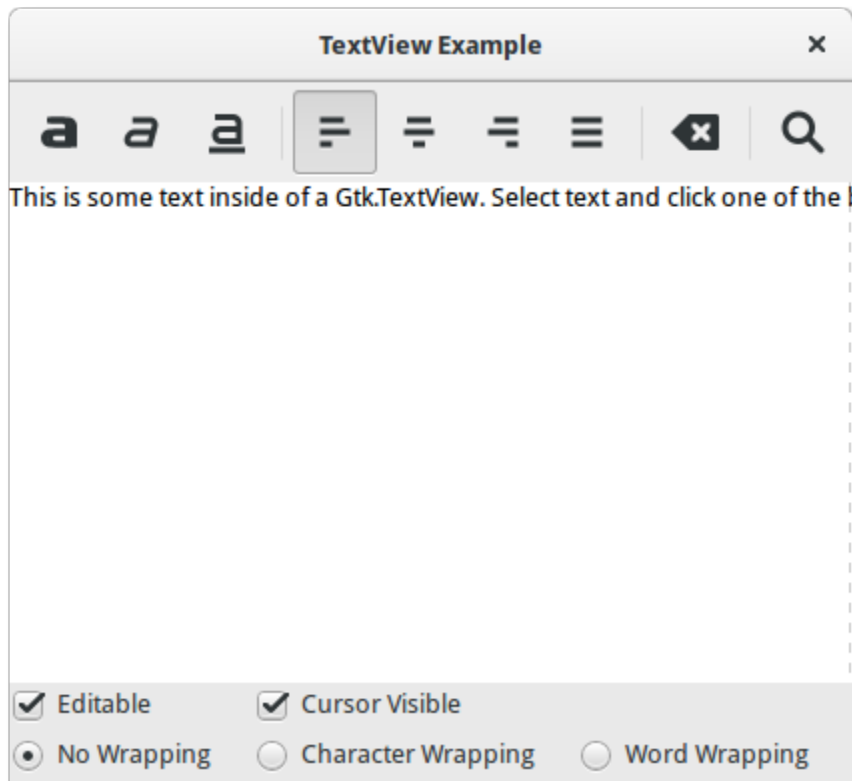 TextView Example
a a a
This is some text inside of a Gtk.TextView. Select text and click one of the
Editable Cursor Visible
No Wrapping Character Wrapping Word Wrapping